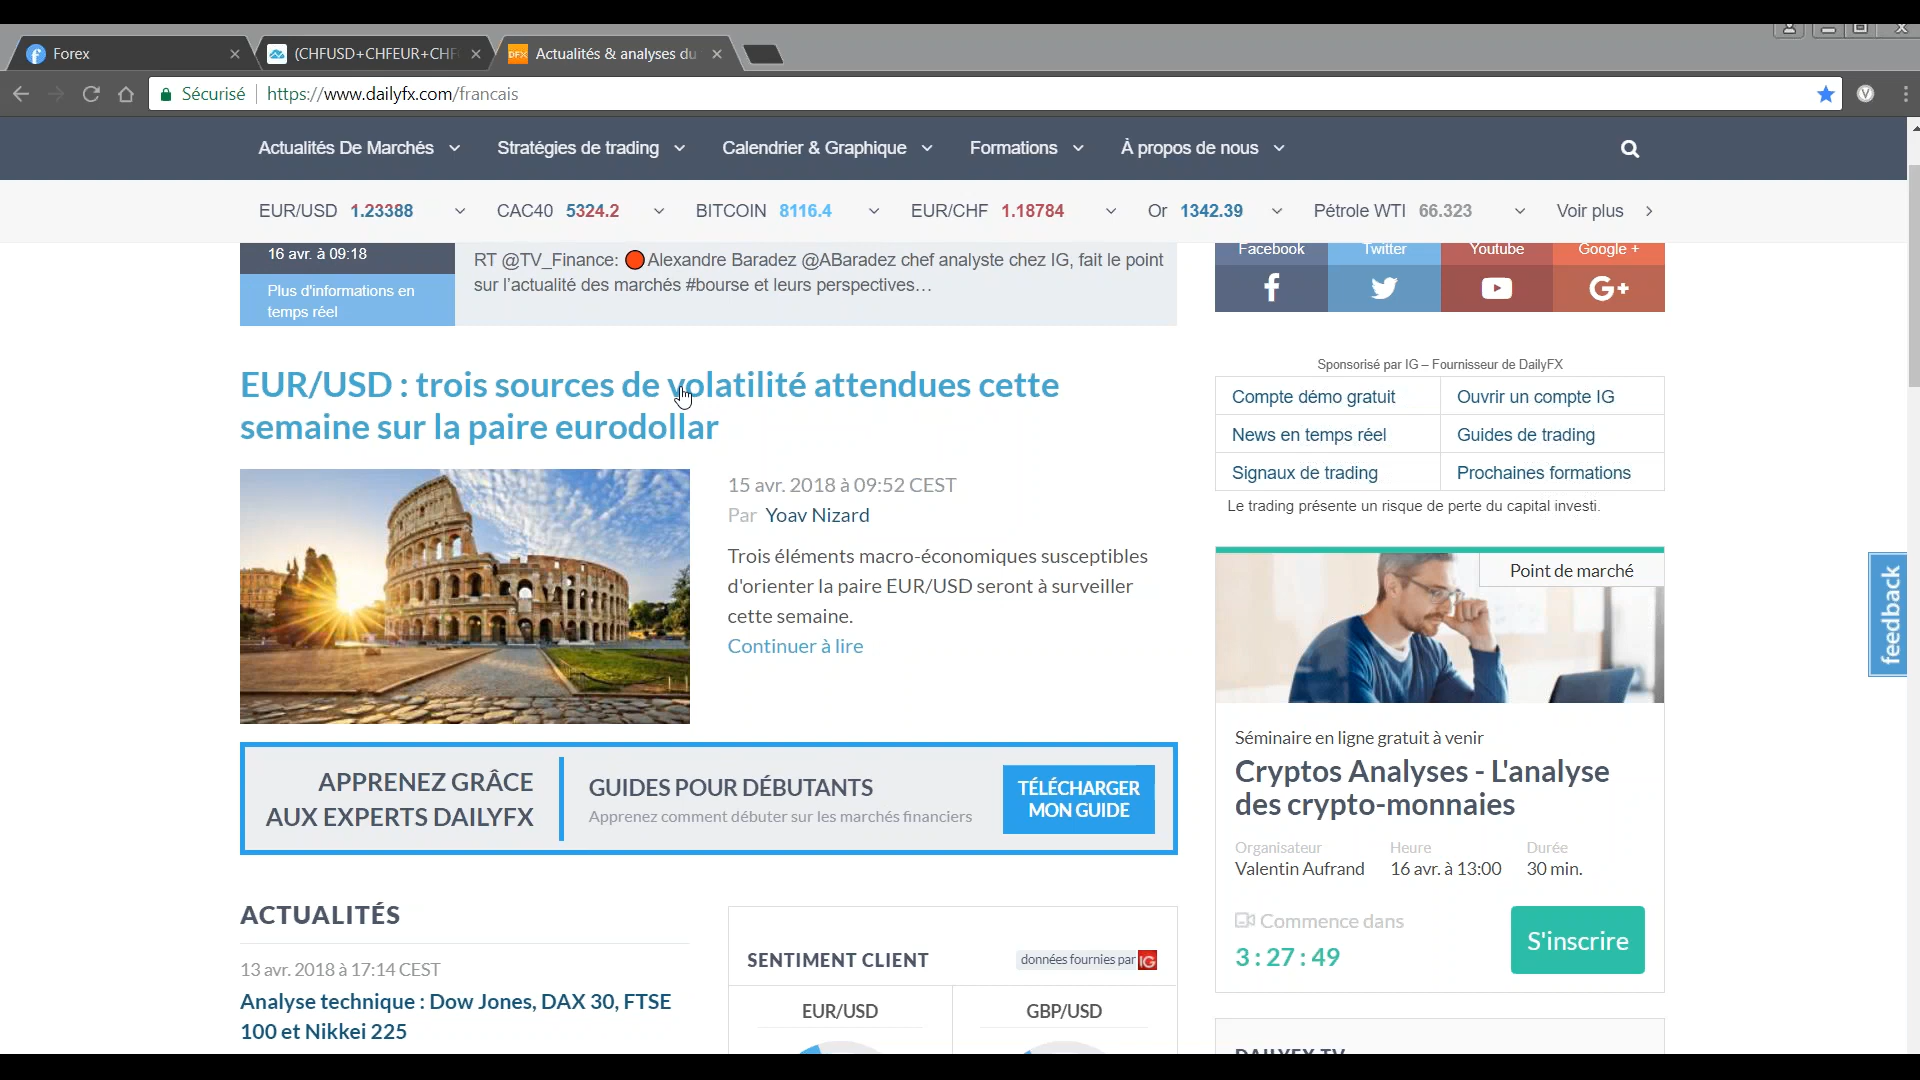 Forex
(CHFUSD+CHFEUR+CHF
DFX
Actualités & analyses du
Sécurisé
https://www.dailyfx.com/francais
Actualités De Marchés
Stratégies de trading
Calendrier & Graphique
Formations
À propos de nous
EUR/USD 1.23388
CAC40 5324.2
BITCOIN 8116.4
EUR/CHF 1.18784
Or 1342.39
Pétrole WTI 66.323
Voir plus
16 avr. à 09:18
Plus d'informations en
temps réel
RT @TV_Finance: 🔴Alexandre Baradez @ABaradez chef analyste chez IG, fait le point
sur l'actualité des marchés #bourse et leurs perspectives…
Facebook
Twitter
Youtube
Google +
EUR/USD : trois sources de volatilité attendues cette
semaine sur la paire eurodollar
15 avr. 2018 à 09:52 CEST
Par Yoav Nizard
Trois éléments macro-économiques susceptibles
d'orienter la paire EUR/USD seront à surveiller
cette semaine.
Continuer à lire
Sponsorisé par IG – Fournisseur de DailyFX
Compte démo gratuit
Ouvrir un compte IG
News en temps réel
Guides de trading
Signaux de trading
Prochaines formations
Le trading présente un risque de perte du capital investi.
Point de marché
Séminaire en ligne gratuit à venir
Cryptos Analyses - L'analyse
des crypto-monnaies
Organisateur
Heure
Durée
Valentin Aufrand
16 avr. à 13:00
30 min.
Commence dans
3 : 27 : 49
S'inscrire
feedback
APPRENEZ GRÂCE
AUX EXPERTS DAILYFX
GUIDES POUR DÉBUTANTS
Apprenez comment débuter sur les marchés financiers
TÉLÉCHARGER
MON GUIDE
ACTUALITÉS
13 avr. 2018 à 17:14 CEST
Analyse technique : Dow Jones, DAX 30, FTSE
100 et Nikkei 225
SENTIMENT CLIENT
données fournies par IG
EUR/USD
GBP/USD
DAILYFX TV